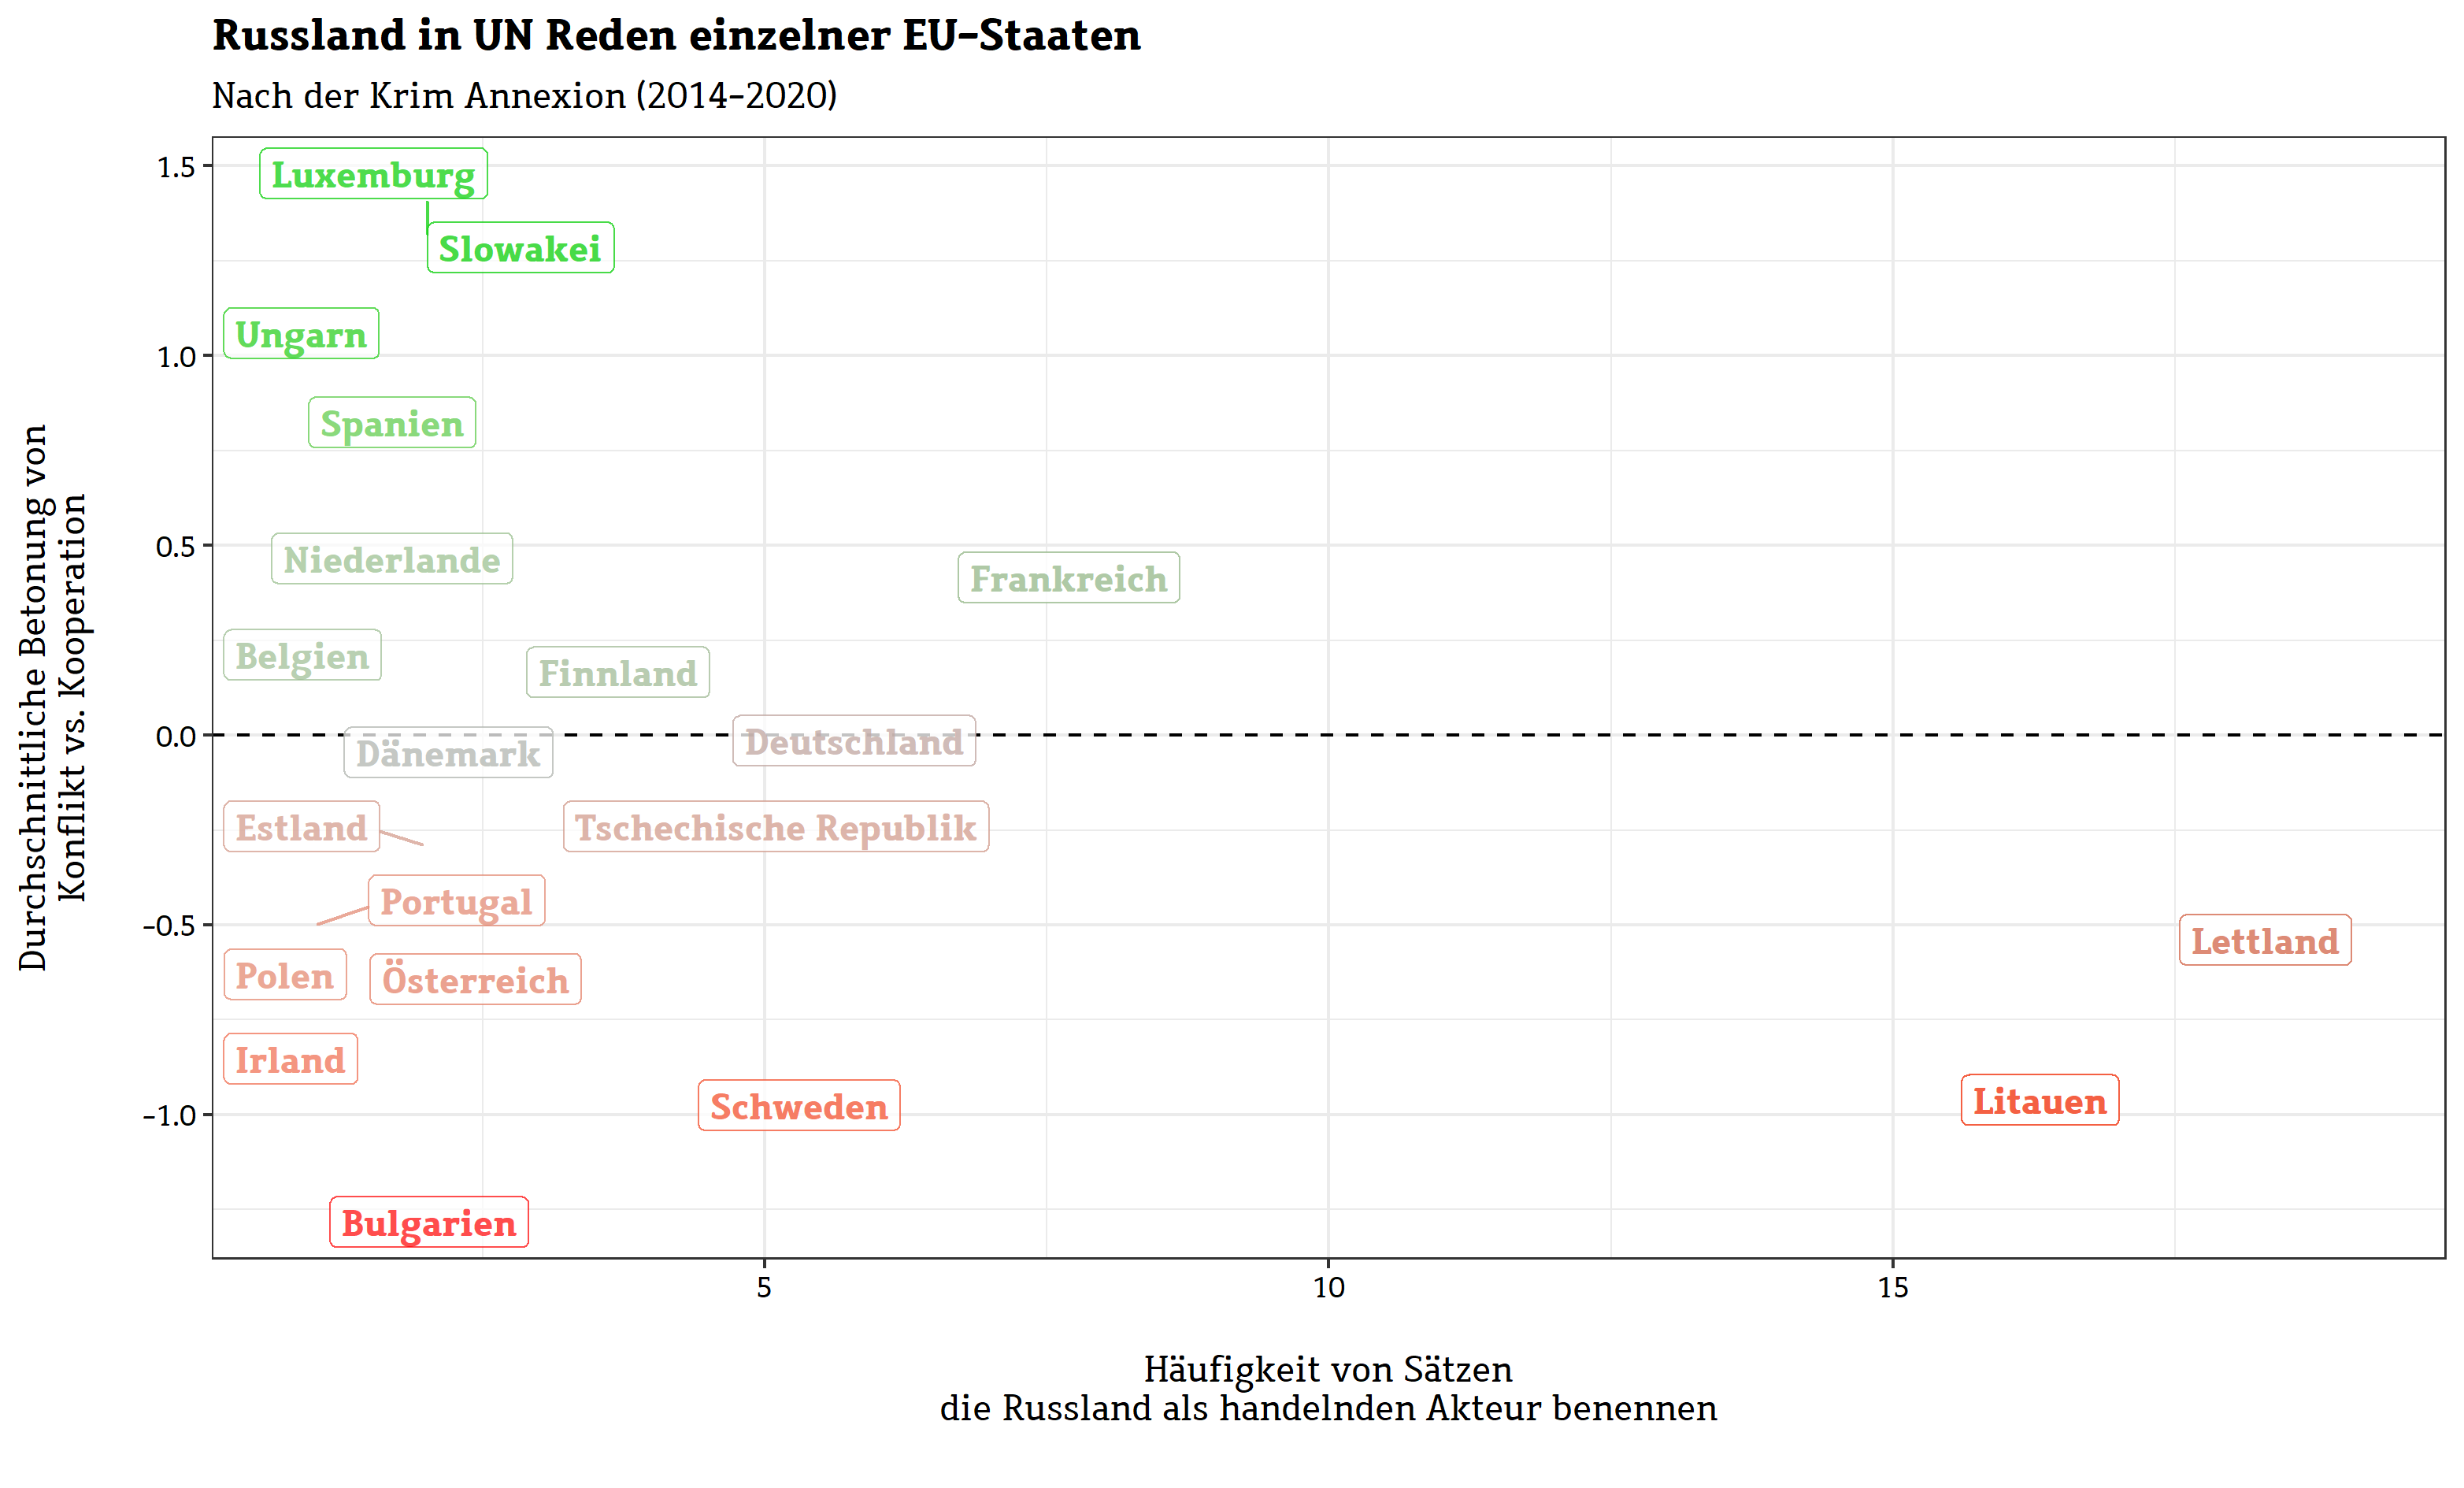 Russland in UN Reden einzelner EU−Staaten
Nach der Krim Annexion (2014−2020)
Durchschnittliche Betonung von
Konflikt vs. Kooperation
1.5
1.0
0.5
0.0
−0.5
−1.0
Luxemburg
Slowakei
Ungarn
Spanien
Niederlande
Frankreich
Belgien
Finnland
Dänemark
Deutschland
Estland
Tschechische Republik
Portugal
Lettland
Polen
Österreich
Irland
Schweden
Litauen
Bulgarien
5
10
15
Häufigkeit von Sätzen
die Russland als handelnden Akteur benennen